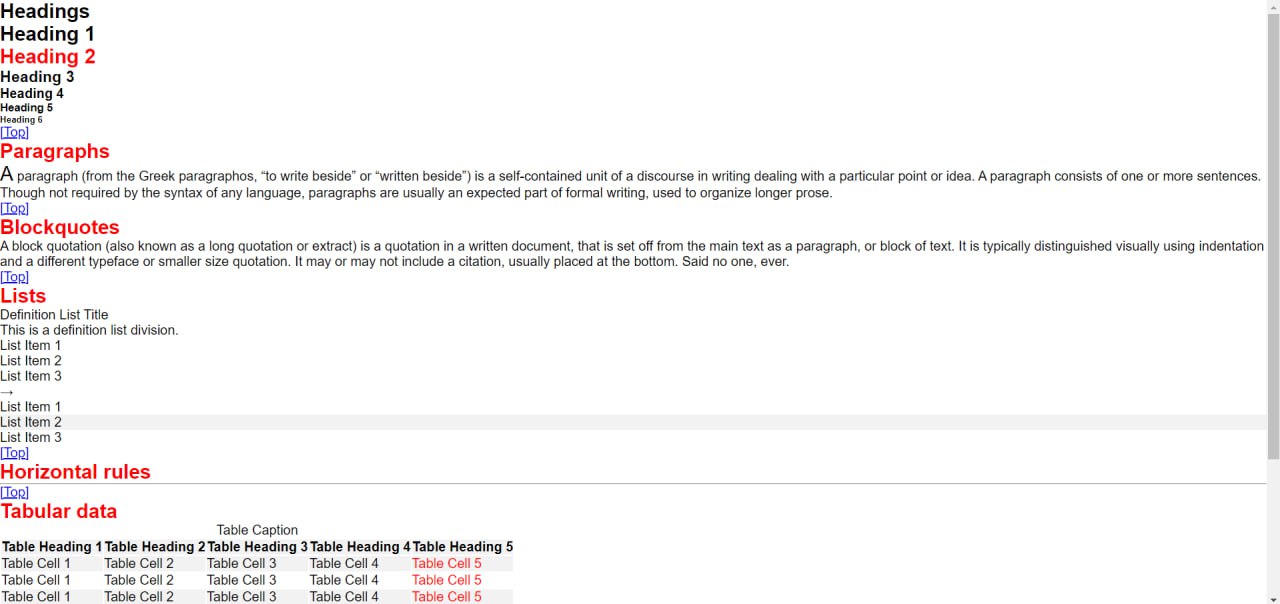 Headings
Heading 1
Heading 2
Heading 3
Heading 4
Heading 5
Heading 6
[Top]
Paragraphs
A paragraph (from the Greek paragraphos, “to write beside” or “written beside”) is a self-contained unit of a discourse in writing dealing with a particular point or idea. A paragraph consists of one or more sentences.
Though not required by the syntax of any language, paragraphs are usually an expected part of formal writing, used to organize longer prose.
[Top]
Blockquotes
A block quotation (also known as a long quotation or extract) is a quotation in a written document, that is set off from the main text as a paragraph, or block of text. It is typically distinguished visually using indentation
and a different typeface or smaller size quotation. It may or may not include a citation, usually placed at the bottom. Said no one, ever.
[Top]
Lists
Definition List Title
This is a definition list division.
List Item 1
List Item 2
List Item 3
→
List Item 1
List Item 2
List Item 3
[Top]
Horizontal rules
[Top]
Tabular data
Table Caption
Table Heading 1 Table Heading 2 Table Heading 3 Table Heading 4 Table Heading 5
Table Cell 1 Table Cell 2 Table Cell 3 Table Cell 4 Table Cell 5
Table Cell 1 Table Cell 2 Table Cell 3 Table Cell 4 Table Cell 5
Table Cell 1 Table Cell 2 Table Cell 3 Table Cell 4 Table Cell 5